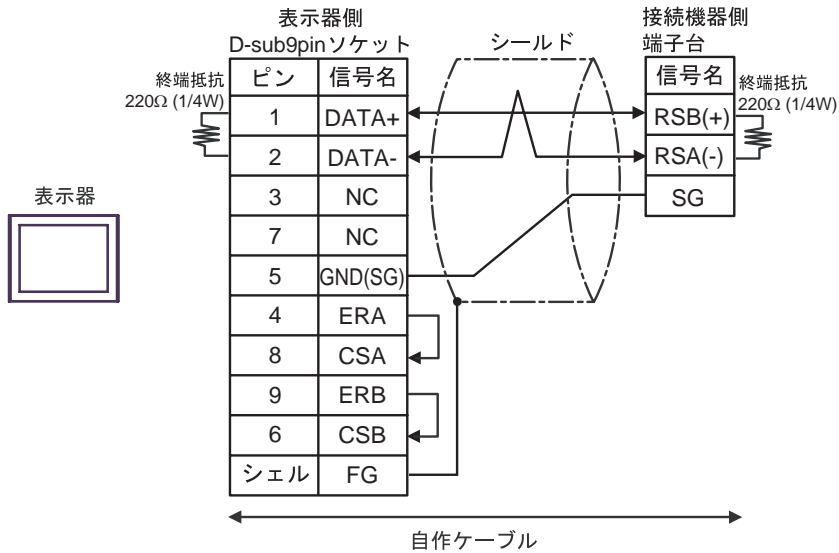 表示器側
D-sub9pinソケット
シールド
接続機器側
端子台
終端抵抗
220Ω (1/4W)
ピン 信号名
1 DATA+
2 DATA-
3 NC
7 NC
5 GND(SG)
4 ERA
8 CSA
9 ERB
6 CSB
シェル FG
信号名
RSB(+)
RSA(-)
SG
終端抵抗
220Ω (1/4W)
表示器
自作ケーブル